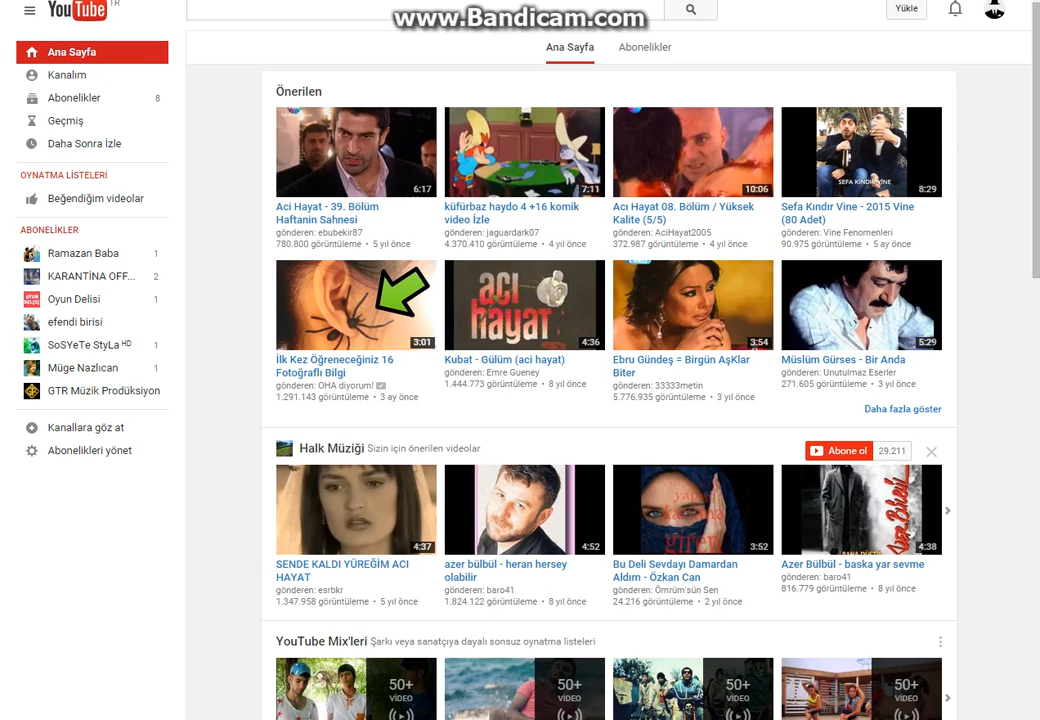 YouTube TR
www.Bandicam.com
Yükle
Ana Sayfa
Kanalım
Abonelikler 8
Geçmiş
Daha Sonra İzle
OYNATMA LİSTELERİ
Beğendiğim videolar
ABONELİKLER
Ramazan Baba 1
KARANTİNA OFF... 2
Oyun Delisi 1
efendi birisi
SoSYeTe StyLa HD 1
Müge Nazlıcan 1
GTR Müzik Prodüksiyon
Kanallara göz at
Abonelikleri yönet
Ana Sayfa Abonelikler
Önerilen
6:17
Aci Hayat - 39. Bölüm
Haftanin Sahnesi
gönderen: ebubekir87
780.800 görüntüleme • 5 yıl önce
7:11
küfürbaz haydo 4 +16 komik
video İzle
gönderen: jaguardark07
4.370.410 görüntüleme • 4 yıl önce
10:06
Acı Hayat 08. Bölüm / Yüksek
Kalite (5/5)
gönderen: AciHayat2005
372.987 görüntüleme • 4 yıl önce
SEFA KINDIR VİNE
8:29
Sefa Kındır Vine - 2015 Vine
(80 Adet)
gönderen: Vine Fenomenleri
90.975 görüntüleme • 5 ay önce
3:01
İlk Kez Öğreneceğiniz 16
Fotoğraflı Bilgi
gönderen: OHA diyorum!
1.291.143 görüntüleme • 3 ay önce
acı
hayat
4:36
Kubat - Gülüm (aci hayat)
gönderen: Emre Gueney
1.444.773 görüntüleme • 8 yıl önce
3:54
Ebru Gündeş = Birgün AşKlar
Biter
gönderen: 33333metin
5.776.935 görüntüleme • 3 yıl önce
5:29
Müslüm Gürses - Bir Anda
gönderen: Unutulmaz Eserler
271.605 görüntüleme • 3 yıl önce
Daha fazla göster
Halk Müziği Sizin için önerilen videolar
Abone ol 29.211
4:37
SENDE KALDI YÜREĞİM ACI
HAYAT
gönderen: esrbkr
1.347.958 görüntüleme • 5 yıl önce
4:52
azer bülbül - heran hersey
olabilir
gönderen: baro41
1.824.122 görüntüleme • 8 yıl önce
giren
3:52
Bu Deli Sevdayı Damardan
Aldım - Özkan Can
gönderen: Ömrüm'sün Sen
24.216 görüntüleme • 2 yıl önce
4:38
Azer Bülbül - baska yar sevme
gönderen: baro41
816.779 görüntüleme • 8 yıl önce
YouTube Mix'leri Şarkı veya sanatçıya dayalı sonsuz oynatma listeleri
50+
VİDEO
50+
VİDEO
50+
VİDEO
50+
VİDEO